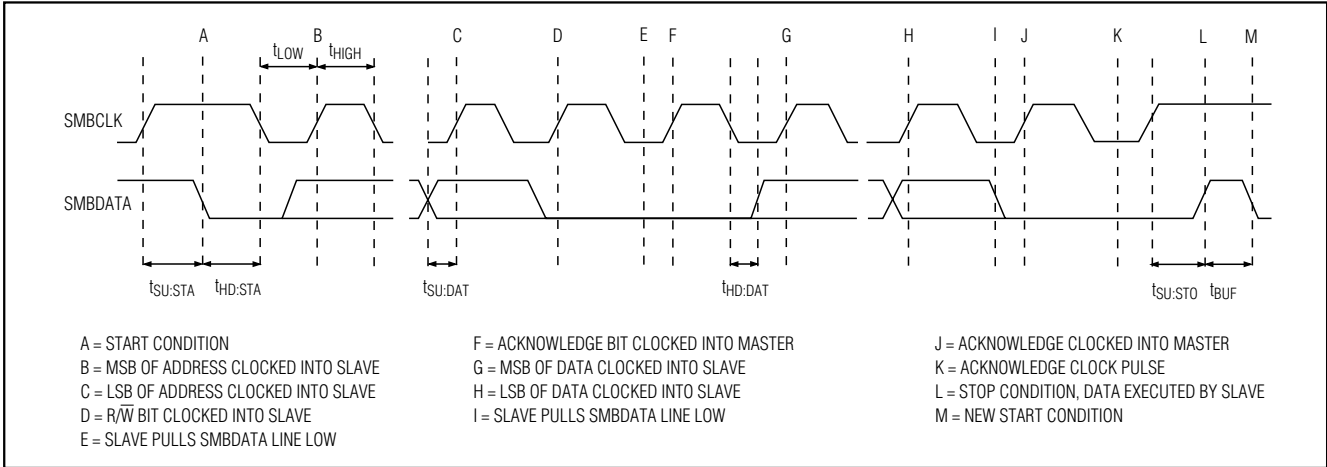 A B C D E F G H I J K L M
tLOW tHIGH
SMBCLK
SMBDATA
tSU:STA tHD:STA tSU:DAT tHD:DAT tSU:STO tBUF
A = START CONDITION
B = MSB OF ADDRESS CLOCKED INTO SLAVE
C = LSB OF ADDRESS CLOCKED INTO SLAVE
D = R/W̅ BIT CLOCKED INTO SLAVE
E = SLAVE PULLS SMBDATA LINE LOW
F = ACKNOWLEDGE BIT CLOCKED INTO MASTER
G = MSB OF DATA CLOCKED INTO SLAVE
H = LSB OF DATA CLOCKED INTO SLAVE
I = SLAVE PULLS SMBDATA LINE LOW
J = ACKNOWLEDGE CLOCKED INTO MASTER
K = ACKNOWLEDGE CLOCK PULSE
L = STOP CONDITION, DATA EXECUTED BY SLAVE
M = NEW START CONDITION